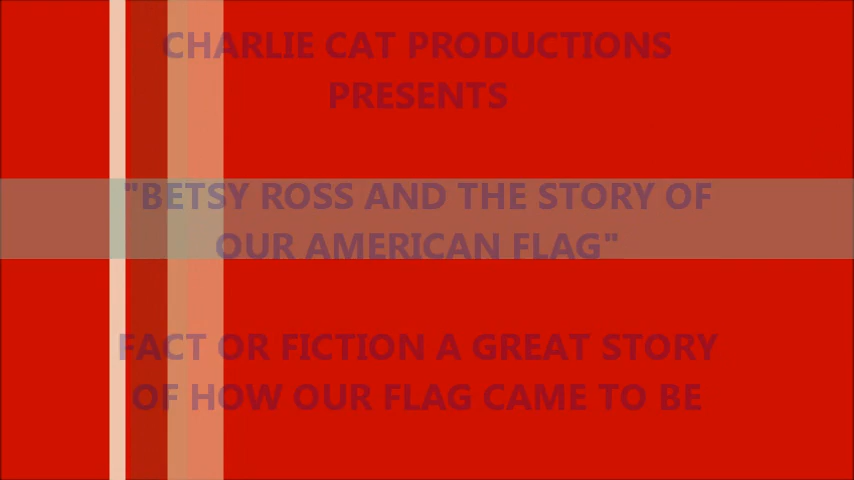 CHARLIE CAT PRODUCTIONS
PRESENTS
"BETSY ROSS AND THE STORY OF
OUR AMERICAN FLAG"
FACT OR FICTION A GREAT STORY
OF HOW OUR FLAG CAME TO BE